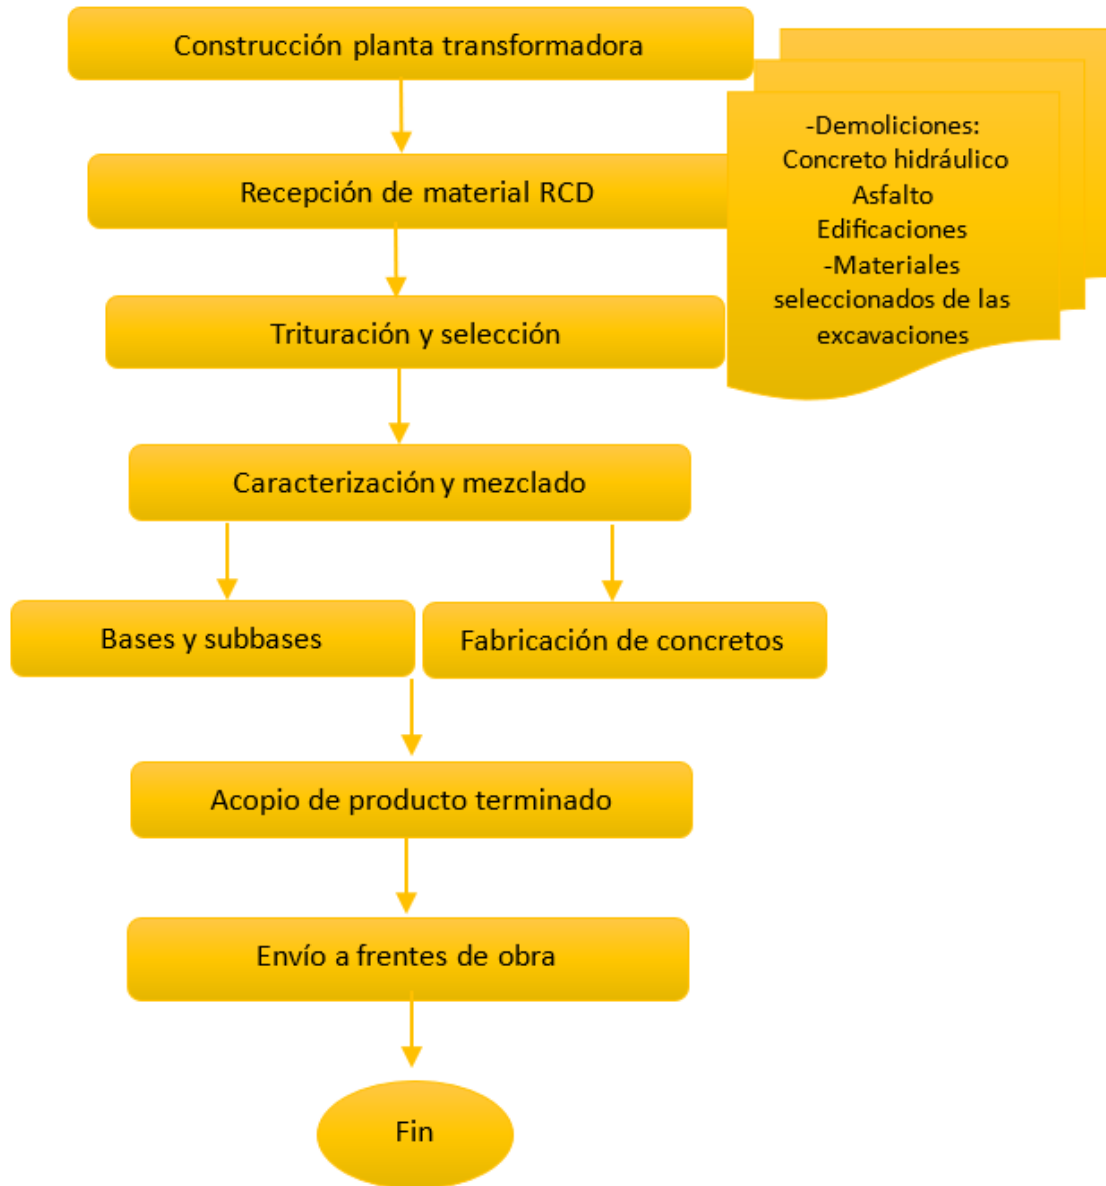 Construcción planta transformadora
-Demoliciones:
Concreto hidráulico
Asfalto
Edificaciones
-Materiales
seleccionados de las
excavaciones
Recepción de material RCD
Trituración y selección
Caracterización y mezclado
Bases y subbases
Fabricación de concretos
Acopio de producto terminado
Envío a frentes de obra
Fin